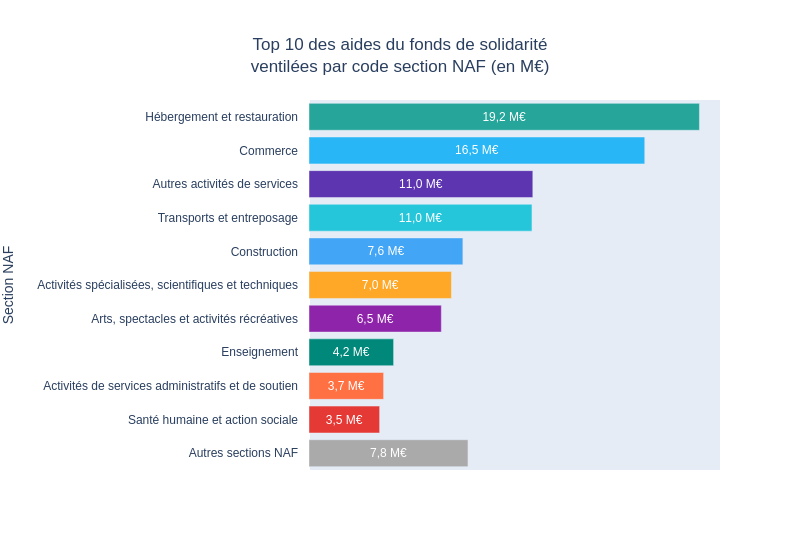 Top 10 des aides du fonds de solidarité
ventilées par code section NAF (en M€)
Hébergement et restauration 19,2 M€
Commerce 16,5 M€
Autres activités de services 11,0 M€
Transports et entreposage 11,0 M€
Construction 7,6 M€
Activités spécialisées, scientifiques et techniques 7,0 M€
Arts, spectacles et activités récréatives 6,5 M€
Enseignement 4,2 M€
Activités de services administratifs et de soutien 3,7 M€
Santé humaine et action sociale 3,5 M€
Autres sections NAF 7,8 M€
Section NAF